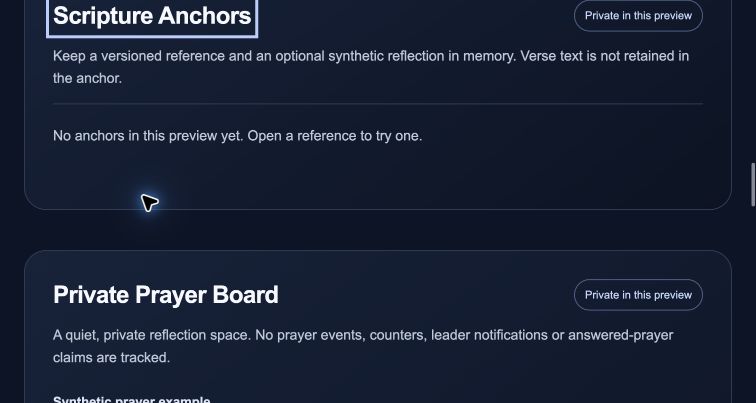 Scripture Anchors
Private in this preview
Keep a versioned reference and an optional synthetic reflection in memory. Verse text is not retained in
the anchor.
No anchors in this preview yet. Open a reference to try one.
Private Prayer Board
Private in this preview
A quiet, private reflection space. No prayer events, counters, leader notifications or answered-prayer
claims are tracked.
Synthetic prayer example